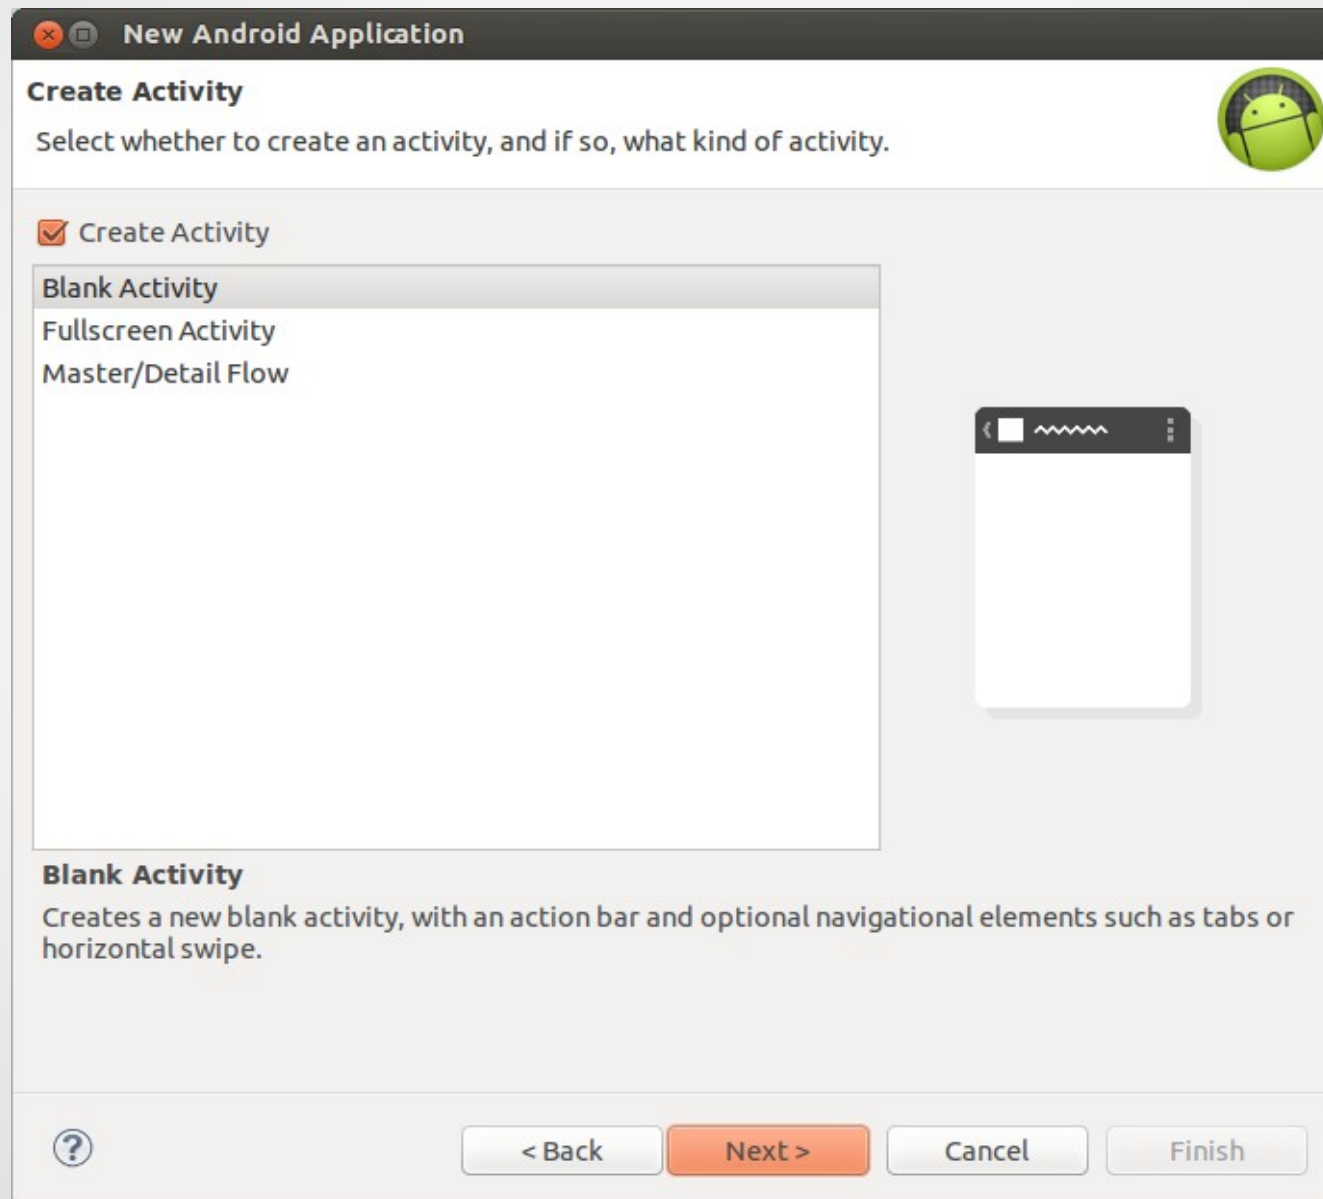 New Android Application
Create Activity
Select whether to create an activity, and if so, what kind of activity.
Create Activity
Blank Activity
Fullscreen Activity
Master/Detail Flow
Blank Activity
Creates a new blank activity, with an action bar and optional navigational elements such as tabs or
horizontal swipe.
? < Back Next > Cancel Finish